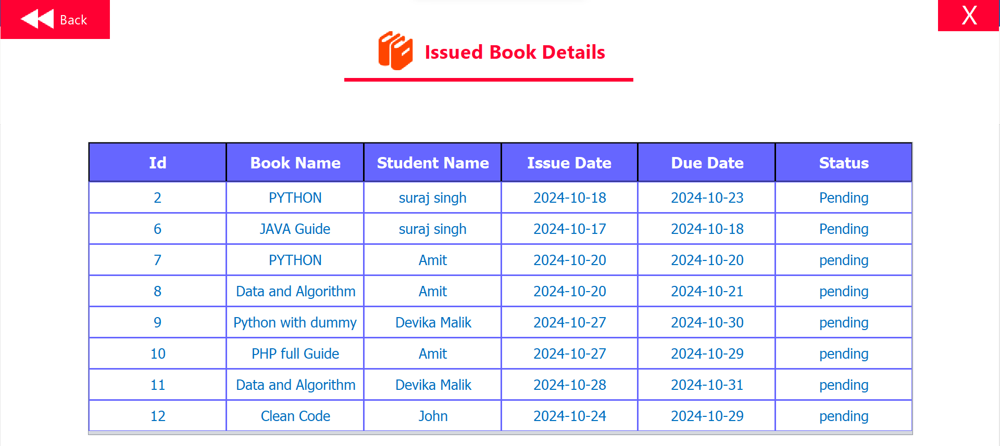 Back
X
Issued Book Details
Id Book Name Student Name Issue Date Due Date Status
2 PYTHON suraj singh 2024-10-18 2024-10-23 Pending
6 JAVA Guide suraj singh 2024-10-17 2024-10-18 Pending
7 PYTHON Amit 2024-10-20 2024-10-20 pending
8 Data and Algorithm Amit 2024-10-20 2024-10-21 pending
9 Python with dummy Devika Malik 2024-10-27 2024-10-30 pending
10 PHP full Guide Amit 2024-10-27 2024-10-29 pending
11 Data and Algorithm Devika Malik 2024-10-28 2024-10-31 pending
12 Clean Code John 2024-10-24 2024-10-29 pending